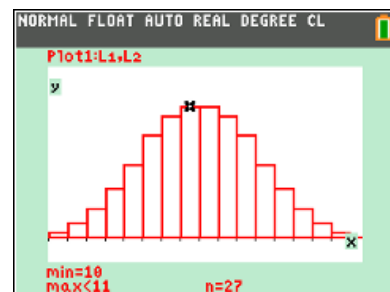 NORMAL FLOAT AUTO REAL DEGREE CL
Plot1:L1,L2
y
x
min=10
max<11 n=27